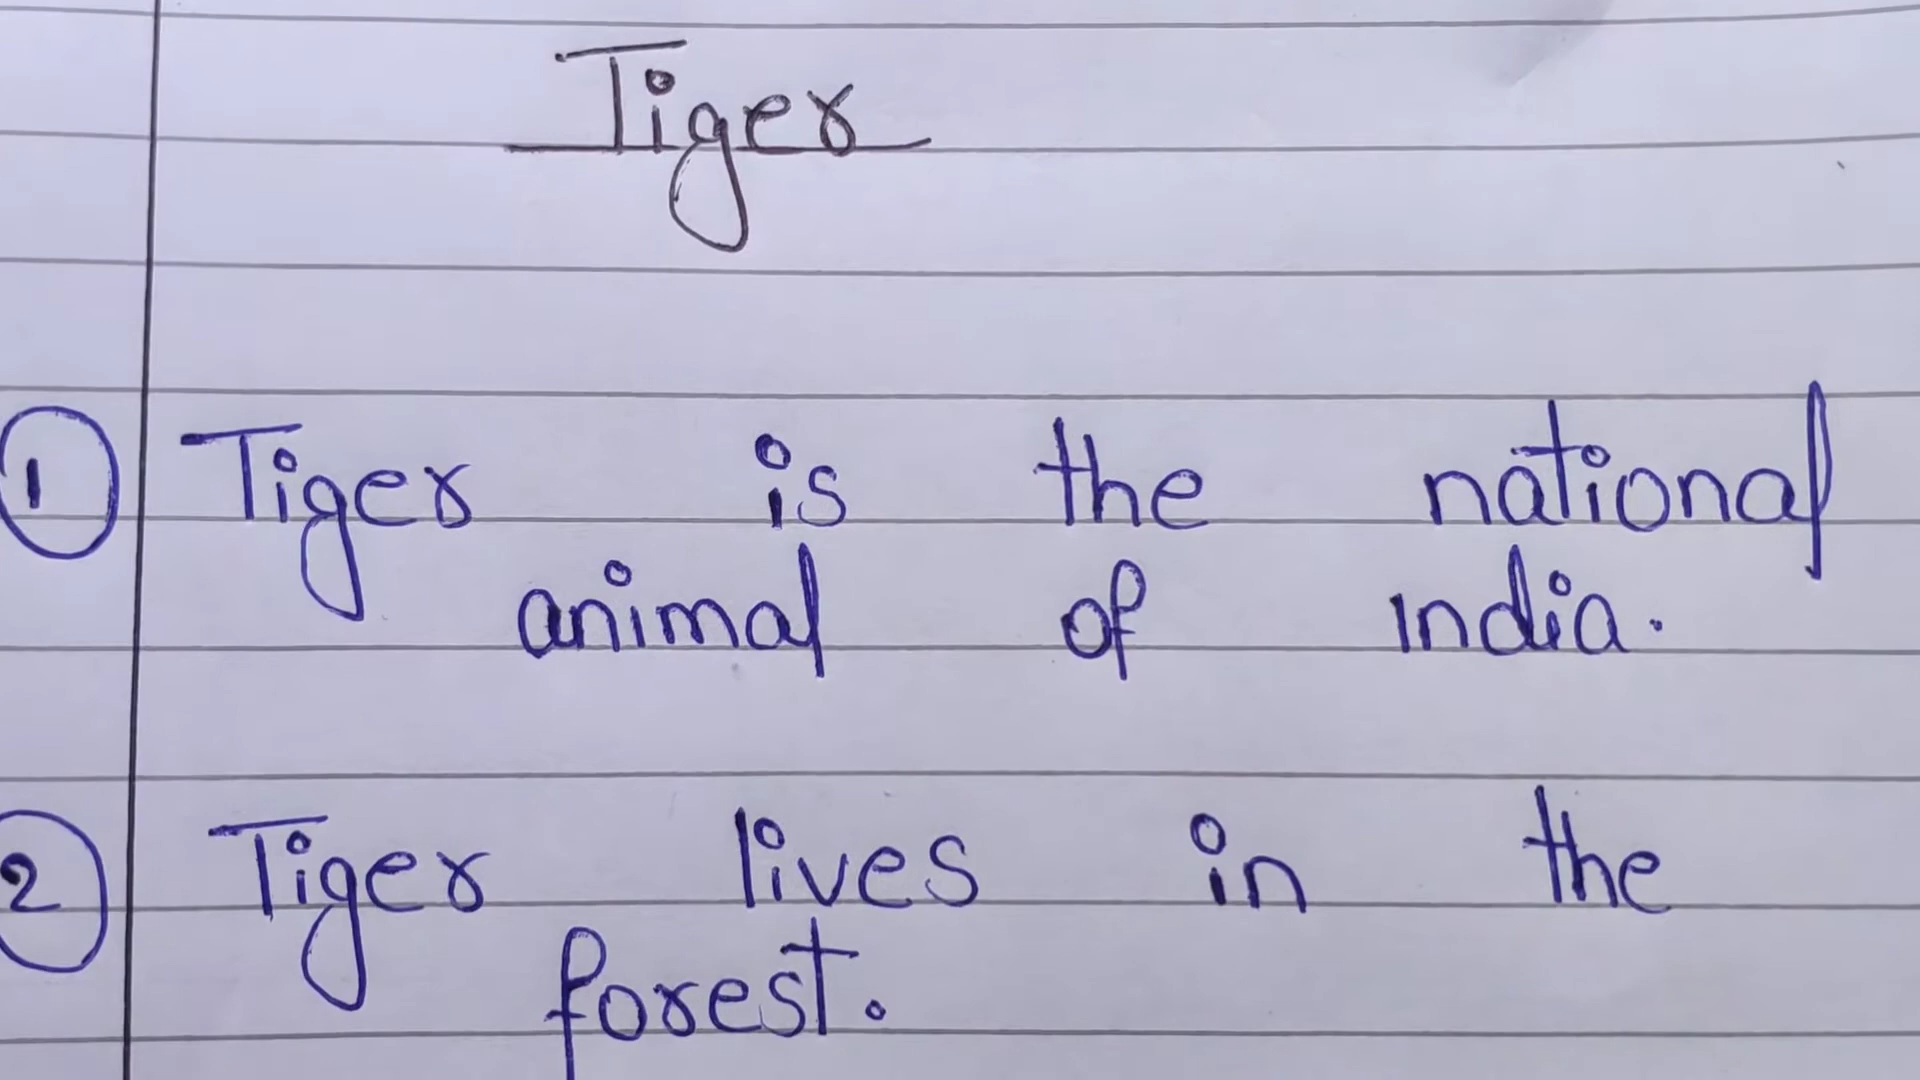 Tiger
1 Tiger is the national
animal of india.
2 Tiger lives in the
forest.